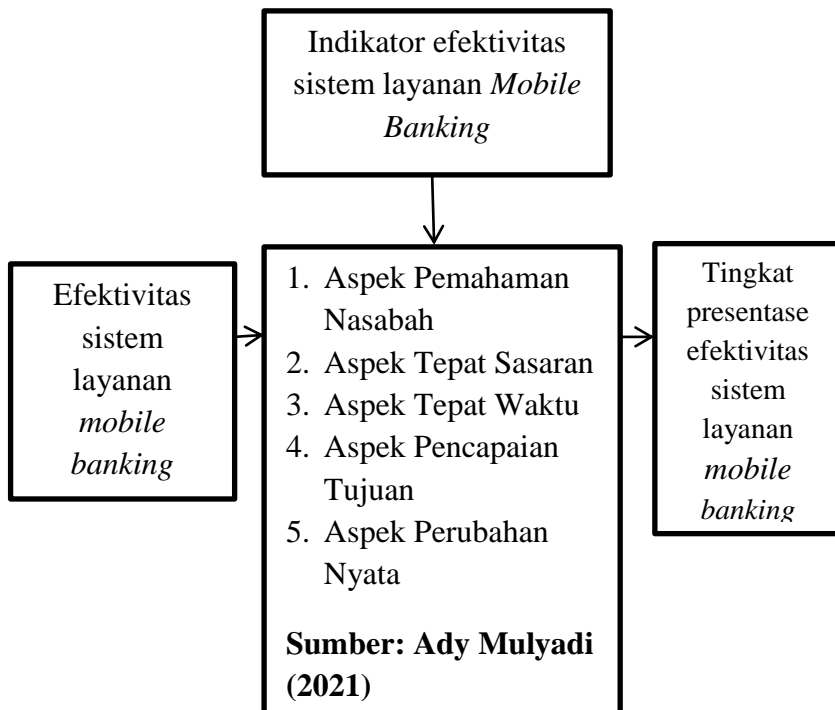 Indikator efektivitas
sistem layanan Mobile
Banking
Efektivitas
sistem
layanan
mobile
banking
1. Aspek Pemahaman
Nasabah
2. Aspek Tepat Sasaran
3. Aspek Tepat Waktu
4. Aspek Pencapaian
Tujuan
5. Aspek Perubahan
Nyata
Sumber: Ady Mulyadi
(2021)
Tingkat
presentase
efektivitas
sistem
layanan
mobile
banking